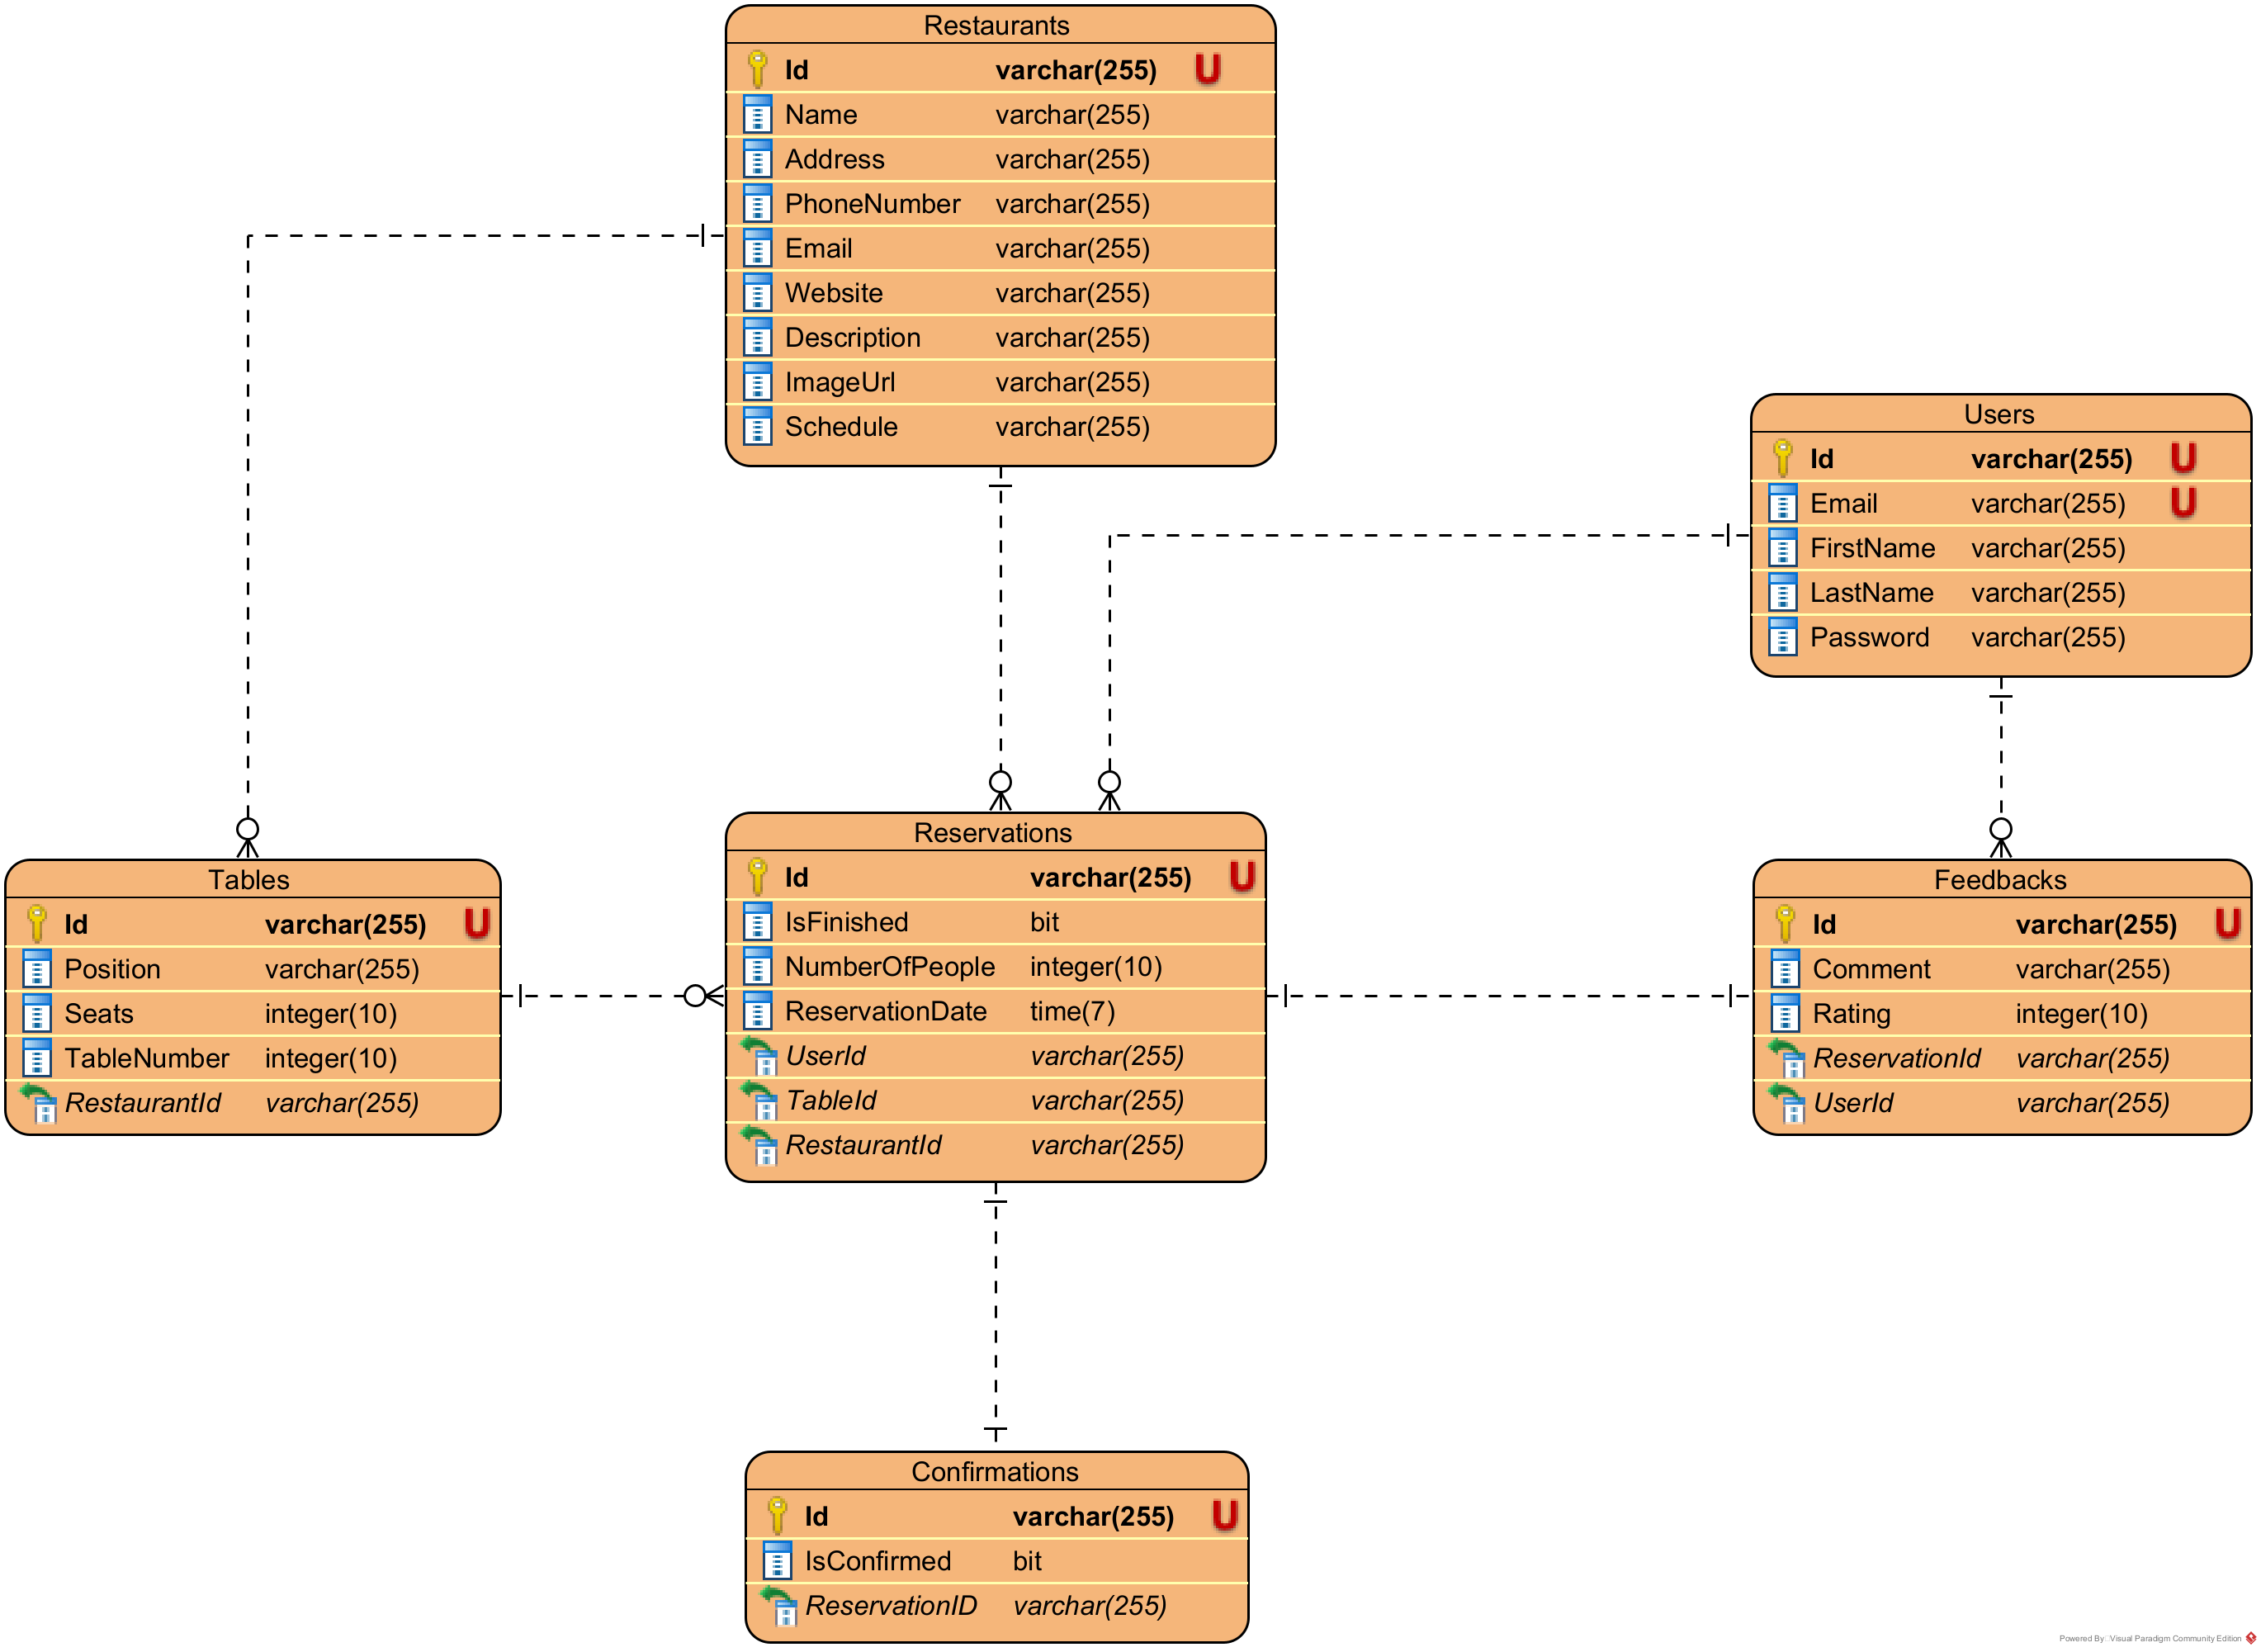 Restaurants
Id varchar(255) U
Name varchar(255)
Address varchar(255)
PhoneNumber varchar(255)
Email varchar(255)
Website varchar(255)
Description varchar(255)
ImageUrl varchar(255)
Schedule varchar(255)
Users
Id varchar(255) U
Email varchar(255) U
FirstName varchar(255)
LastName varchar(255)
Password varchar(255)
Tables
Id varchar(255) U
Position varchar(255)
Seats integer(10)
TableNumber integer(10)
RestaurantId varchar(255)
Reservations
Id varchar(255) U
IsFinished bit
NumberOfPeople integer(10)
ReservationDate time(7)
UserId varchar(255)
TableId varchar(255)
RestaurantId varchar(255)
Feedbacks
Id varchar(255) U
Comment varchar(255)
Rating integer(10)
ReservationId varchar(255)
UserId varchar(255)
Confirmations
Id varchar(255) U
IsConfirmed bit
ReservationID varchar(255)
Powered By Visual Paradigm Community Edition